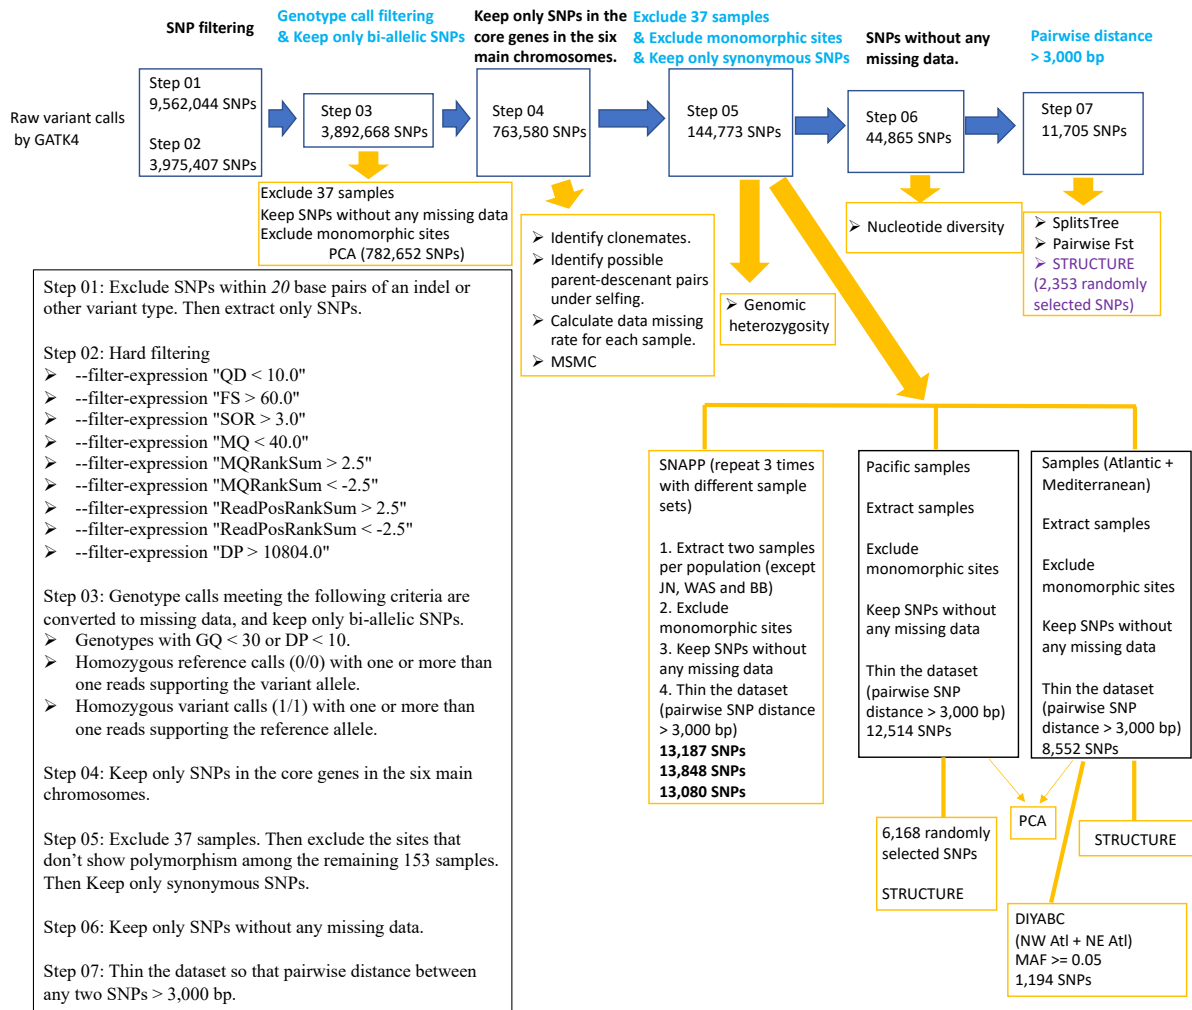 SNP filtering
Genotype call filtering
& Keep only bi-allelic SNPs
Keep only SNPs in the
core genes in the six
main chromosomes.
Exclude 37 samples
& Exclude monomorphic sites
& Keep only synonymous SNPs
SNPs without any
missing data.
Pairwise distance
> 3,000 bp
Raw variant calls
by GATK4
Step 01
9,562,044 SNPs
Step 02
3,975,407 SNPs
Step 03
3,892,668 SNPs
Step 04
763,580 SNPs
Step 05
144,773 SNPs
Step 06
44,865 SNPs
Step 07
11,705 SNPs
Exclude 37 samples
Keep SNPs without any missing data
Exclude monomorphic sites
PCA (782,652 SNPs)
➢ Identify clonemates.
➢ Identify possible
parent-descendant pairs
under selfing.
➢ Calculate data missing
rate for each sample.
➢ MSMC
➢ Genomic
heterozygosity
➢ Nucleotide diversity
➢ SplitsTree
➢ Pairwise Fst
➢ STRUCTURE
(2,353 randomly
selected SNPs)
Step 01: Exclude SNPs within 20 base pairs of an indel or
other variant type. Then extract only SNPs.
Step 02: Hard filtering
➢ --filter-expression "QD < 10.0"
➢ --filter-expression "FS > 60.0"
➢ --filter-expression "SOR > 3.0"
➢ --filter-expression "MQ < 40.0"
➢ --filter-expression "MQRankSum > 2.5"
➢ --filter-expression "MQRankSum < -2.5"
➢ --filter-expression "ReadPosRankSum > 2.5"
➢ --filter-expression "ReadPosRankSum < -2.5"
➢ --filter-expression "DP > 10804.0"
Step 03: Genotype calls meeting the following criteria are
converted to missing data, and keep only bi-allelic SNPs.
➢ Genotypes with GQ < 30 or DP < 10.
➢ Homozygous reference calls (0/0) with one or more than
one reads supporting the variant allele.
➢ Homozygous variant calls (1/1) with one or more than
one reads supporting the reference allele.
Step 04: Keep only SNPs in the core genes in the six main
chromosomes.
Step 05: Exclude 37 samples. Then exclude the sites that
don't show polymorphism among the remaining 153 samples.
Then Keep only synonymous SNPs.
Step 06: Keep only SNPs without any missing data.
Step 07: Thin the dataset so that pairwise distance between
any two SNPs > 3,000 bp.
SNAPP (repeat 3 times
with different sample
sets)
1. Extract two samples
per population (except
JN, WAS and BB)
2. Exclude
monomorphic sites
3. Keep SNPs without
any missing data
4. Thin the dataset
(pairwise SNP distance
> 3,000 bp)
13,187 SNPs
13,848 SNPs
13,080 SNPs
Pacific samples
Extract samples
Exclude
monomorphic sites
Keep SNPs without
any missing data
Thin the dataset
(pairwise SNP
distance > 3,000 bp)
12,514 SNPs
Samples (Atlantic +
Mediterranean)
Extract samples
Exclude
monomorphic sites
Keep SNPs without
any missing data
Thin the dataset
(pairwise SNP
distance > 3,000 bp)
8,552 SNPs
6,168 randomly
selected SNPs
STRUCTURE
PCA
STRUCTURE
DIYABC
(NW Atl + NE Atl)
MAF >= 0.05
1,194 SNPs